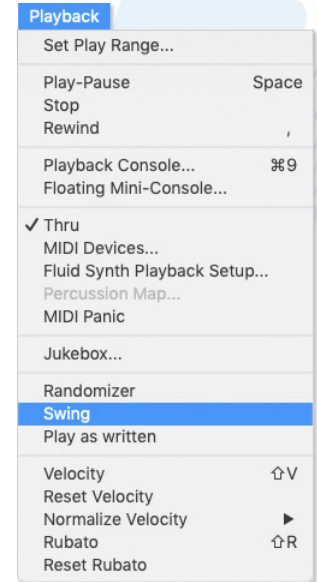 Playback
Set Play Range...
Play-Pause Space
Stop
Rewind ,
Playback Console... ⌘9
Floating Mini-Console...
✓ Thru
MIDI Devices...
Fluid Synth Playback Setup...
Percussion Map...
MIDI Panic
Jukebox...
Randomizer
Swing
Play as written
Velocity ⇧V
Reset Velocity
Normalize Velocity ▶
Rubato ⇧R
Reset Rubato